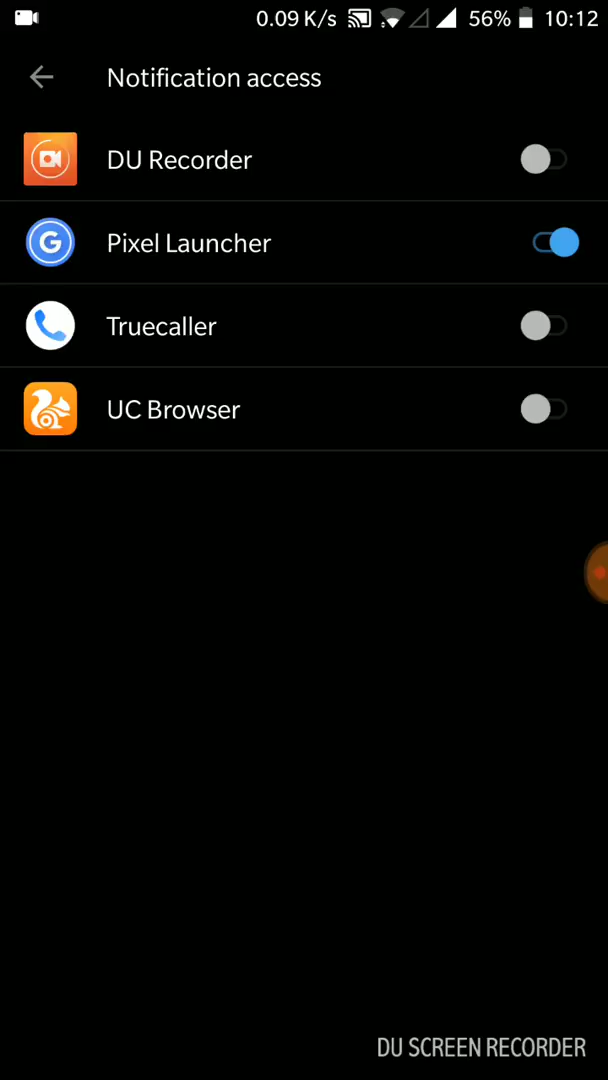 0.09 K/s 56% 10:12
Notification access
DU Recorder
G Pixel Launcher
Truecaller
UC Browser
DU SCREEN RECORDER